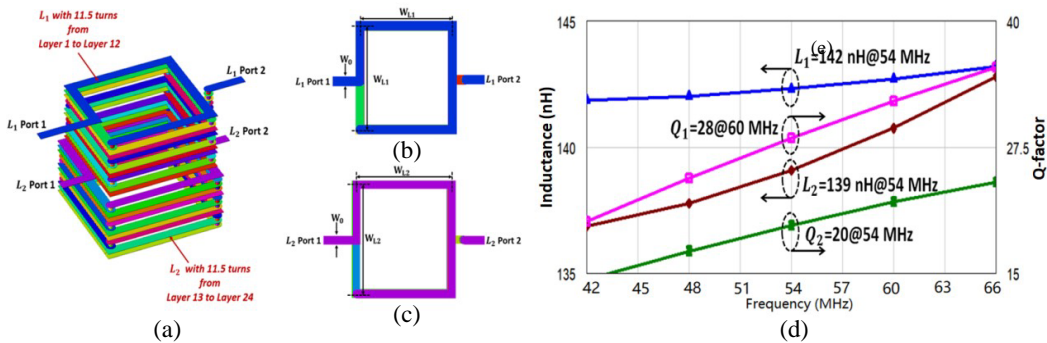 L₁ with 11.5 turns
from
Layer 1 to Layer 12
L₁ Port 2
L₁ Port 1
L₂ Port 2
L₂ Port 1
L₂ with 11.5 turns
from
Layer 13 to Layer 24
(a)
W_L1
W₀
L₁ Port 1
W_L1
L₁ Port 2
(b)
W_L2
W₀
L₂ Port 1
W_L2
L₂ Port 2
(c)
145
40
(e)
L₁=142 nH@54 MHz
Q₁=28@60 MHz
140
27.5
L₂=139 nH@54 MHz
Q₂=20@54 MHz
135
15
Inductance (nH)
Q-factor
42 45 48 51 54 57 60 63 66
Frequency (MHz)
(d)